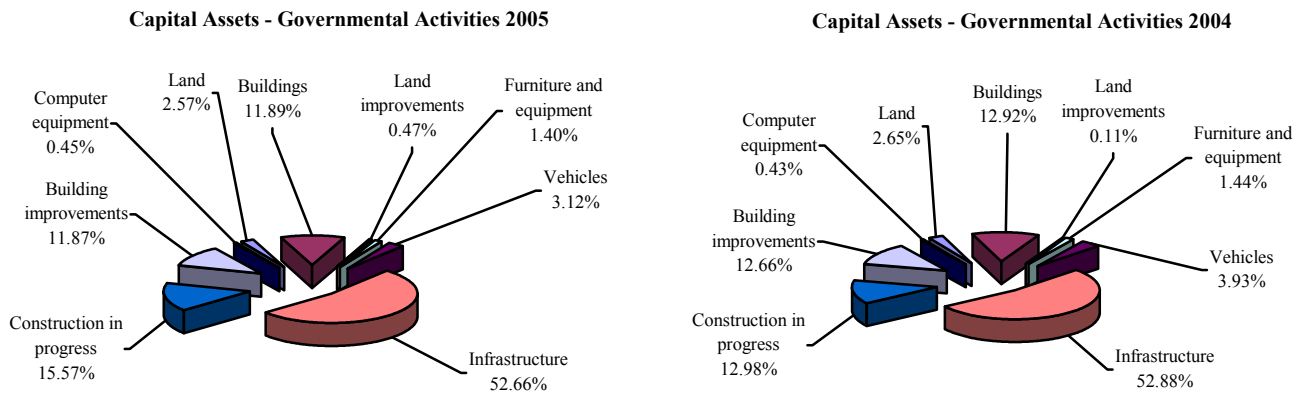 Capital Assets - Governmental Activities 2005
Land
2.57%
Buildings
11.89%
Land
improvements
0.47%
Furniture and
equipment
1.40%
Computer
equipment
0.45%
Vehicles
3.12%
Building
improvements
11.87%
Construction in
progress
15.57%
Infrastructure
52.66%
Capital Assets - Governmental Activities 2004
Land
2.65%
Buildings
12.92%
Land
improvements
0.11%
Furniture and
equipment
1.44%
Computer
equipment
0.43%
Building
improvements
12.66%
Vehicles
3.93%
Construction in
progress
12.98%
Infrastructure
52.88%